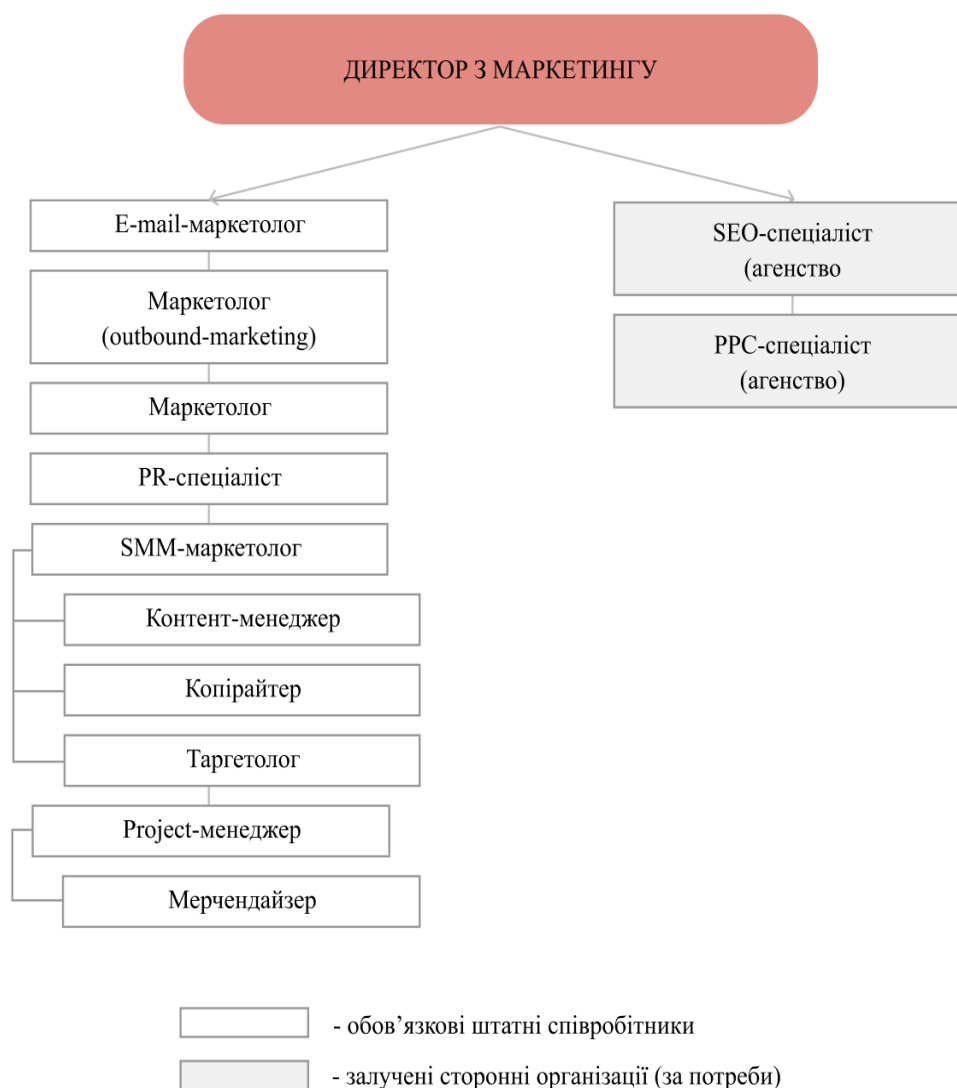 ДИРЕКТОР З МАРКЕТИНГУ
E-mail-маркетолог
Маркетолог
(outbound-marketing)
Маркетолог
PR-спеціаліст
SMM-маркетолог
Контент-менеджер
Копірайтер
Таргетолог
Project-менеджер
Мерчендайзер
SEO-спеціаліст
(агенство
PPC-спеціаліст
(агенство)
- обов’язкові штатні співробітники
- залучені сторонні організації (за потреби)